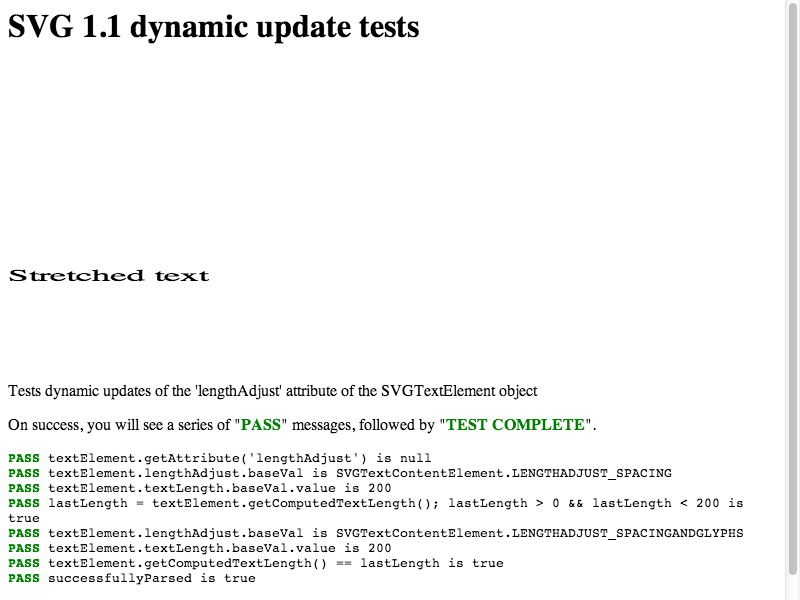 SVG 1.1 dynamic update tests
Stretched text
Tests dynamic updates of the 'lengthAdjust' attribute of the SVGTextElement object
On success, you will see a series of "PASS" messages, followed by "TEST COMPLETE".
PASS textElement.getAttribute('lengthAdjust') is null
PASS textElement.lengthAdjust.baseVal is SVGTextContentElement.LENGTHADJUST_SPACING
PASS textElement.textLength.baseVal.value is 200
PASS lastLength = textElement.getComputedTextLength(); lastLength > 0 && lastLength < 200 is
true
PASS textElement.lengthAdjust.baseVal is SVGTextContentElement.LENGTHADJUST_SPACINGANDGLYPHS
PASS textElement.textLength.baseVal.value is 200
PASS textElement.getComputedTextLength() == lastLength is true
PASS successfullyParsed is true